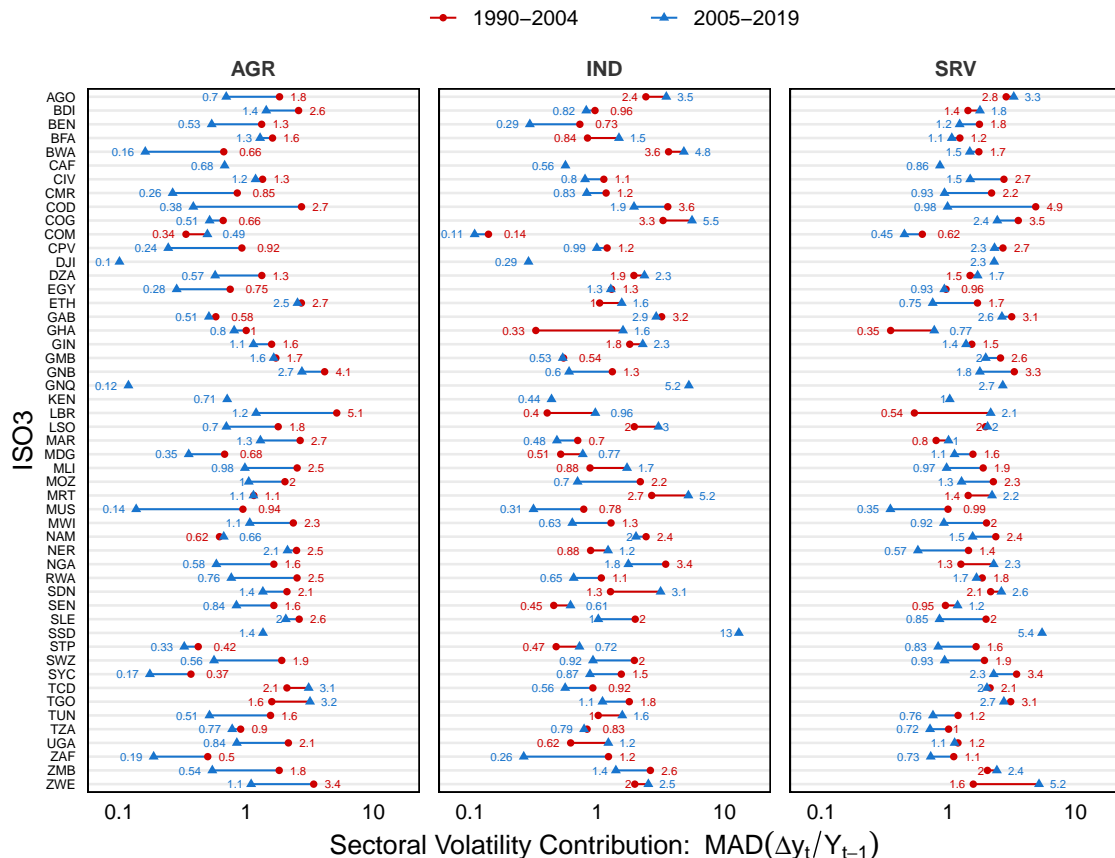 1990−2004 2005−2019
AGR IND SRV
ISO3
AGO 0.7 1.8 2.4 3.5 2.8 3.3
BDI 1.4 2.6 0.82 0.96 1.4 1.8
BEN 0.53 1.3 0.29 0.73 1.2 1.8
BFA 1.3 1.6 0.84 1.5 1.1 1.2
BWA 0.16 0.66 3.6 4.8 1.5 1.7
CAF 0.68 0.56 0.86
CIV 1.2 1.3 0.8 1.1 1.5 2.7
CMR 0.26 0.85 0.83 1.2 0.93 2.2
COD 0.38 2.7 1.9 3.6 0.98 4.9
COG 0.51 0.66 3.3 5.5 2.4 3.5
COM 0.34 0.49 0.11 0.14 0.45 0.62
CPV 0.24 0.92 0.99 1.2 2.3 2.7
DJI 0.1 0.29 2.3
DZA 0.57 1.3 1.9 2.3 1.5 1.7
EGY 0.28 0.75 1.3 1.3 0.93 0.96
ETH 2.5 2.7 1 1.6 0.75 1.7
GAB 0.51 0.58 2.9 3.2 2.6 3.1
GHA 0.8 1 0.33 1.6 0.35 0.77
GIN 1.1 1.6 1.8 2.3 1.4 1.5
GMB 1.6 1.7 0.53 0.54 2 2.6
GNB 2.7 4.1 0.6 1.3 1.8 3.3
GNQ 0.12 5.2 2.7
KEN 0.71 0.44 1
LBR 1.2 5.1 0.4 0.96 0.54 2.1
LSO 0.7 1.8 2 3 2 2
MAR 1.3 2.7 0.48 0.7 0.8 1
MDG 0.35 0.68 0.51 0.77 1.1 1.6
MLI 0.98 2.5 0.88 1.7 0.97 1.9
MOZ 1 2 0.7 2.2 1.3 2.3
MRT 1.1 1.1 2.7 5.2 1.4 2.2
MUS 0.14 0.94 0.31 0.78 0.35 0.99
MWI 1.1 2.3 0.63 1.3 0.92 2
NAM 0.62 0.66 2 2.4 1.5 2.4
NER 2.1 2.5 0.88 1.2 0.57 1.4
NGA 0.58 1.6 1.8 3.4 1.3 2.3
RWA 0.76 2.5 0.65 1.1 1.7 1.8
SDN 1.4 2.1 1.3 3.1 2.1 2.6
SEN 0.84 1.6 0.45 0.61 0.95 1.2
SLE 2 2.6 1 2 0.85 2
SSD 1.4 13 5.4
STP 0.33 0.42 0.47 0.72 0.83 1.6
SWZ 0.56 1.9 0.92 2 0.93 1.9
SYC 0.17 0.37 0.87 1.5 2.3 3.4
TCD 2.1 3.1 0.56 0.92 2 2.1
TGO 1.6 3.2 1.1 1.8 2.7 3.1
TUN 0.51 1.6 1 1.6 0.76 1.2
TZA 0.77 0.9 0.79 0.83 0.72 1
UGA 0.84 2.1 0.62 1.2 1.1 1.2
ZAF 0.19 0.5 0.26 1.2 0.73 1.1
ZMB 0.54 1.8 1.4 2.6 2 2.4
ZWE 1.1 3.4 2 2.5 1.6 5.2
0.1 1 10 0.1 1 10 0.1 1 10
Sectoral Volatility Contribution: MAD(Δyt/Yt−1)